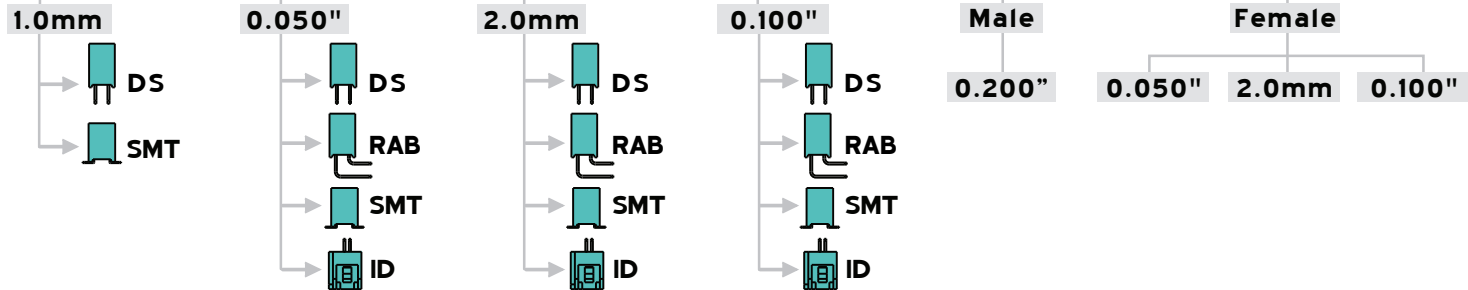 1.0mm
DS
SMT
0.050"
DS
RAB
SMT
ID
2.0mm
DS
RAB
SMT
ID
0.100"
DS
RAB
SMT
ID
Male
0.200”
Female
0.050"
2.0mm
0.100"